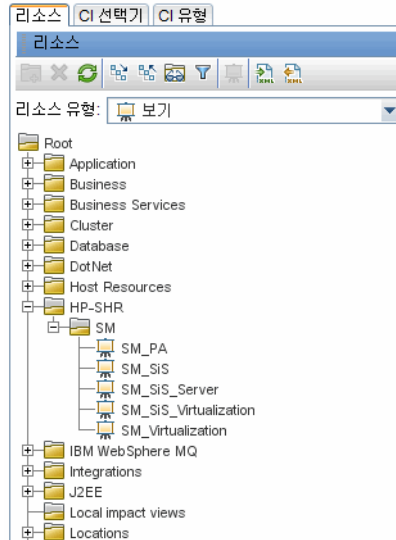 리소스 CI 선택기 CI 유형
리소스
XML XML
리소스 유형: 보기
Root
Application
Business
Business Services
Cluster
Database
DotNet
Host Resources
HP-SHR
SM
SM_PA
SM_SiS
SM_SiS_Server
SM_SiS_Virtualization
SM_Virtualization
IBM WebSphere MQ
Integrations
J2EE
Local impact views
Locations